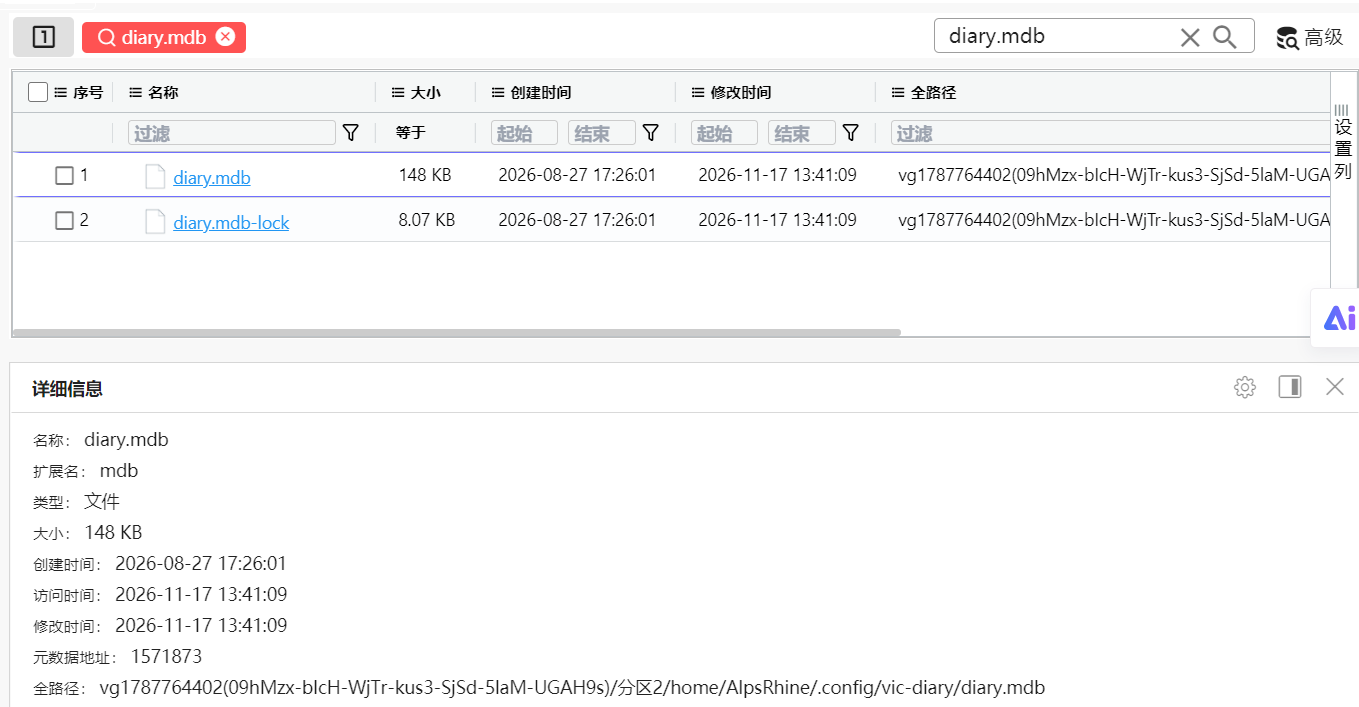 1 diary.mdb diary.mdb 高级
序号 名称 大小 创建时间 修改时间 全路径
过滤 等于 起始 结束 起始 结束 过滤
设置列
1 diary.mdb 148 KB 2026-08-27 17:26:01 2026-11-17 13:41:09 vg1787764402(09hMzx-bIcH-WjTr-kus3-SjSd-5laM-UGA
2 diary.mdb-lock 8.07 KB 2026-08-27 17:26:01 2026-11-17 13:41:09 vg1787764402(09hMzx-bIcH-WjTr-kus3-SjSd-5laM-UGA
Ai
详细信息
名称： diary.mdb
扩展名： mdb
类型： 文件
大小： 148 KB
创建时间： 2026-08-27 17:26:01
访问时间： 2026-11-17 13:41:09
修改时间： 2026-11-17 13:41:09
元数据地址： 1571873
全路径： vg1787764402(09hMzx-bIcH-WjTr-kus3-SjSd-5laM-UGAH9s)/分区2/home/AlpsRhine/.config/vic-diary/diary.mdb